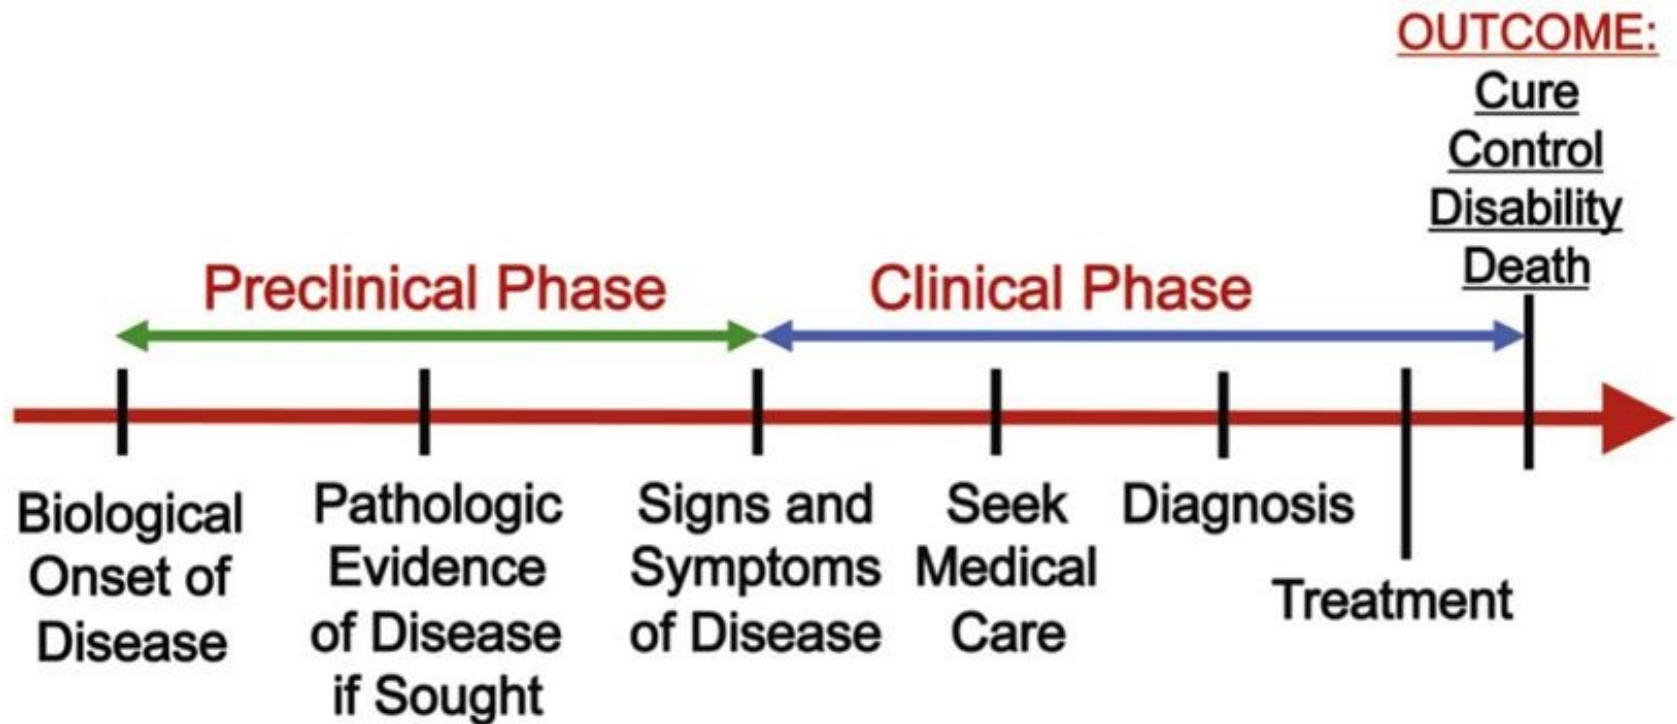 OUTCOME:
Cure
Control
Disability
Death
Preclinical Phase
Clinical Phase
Biological
Onset of
Disease
Pathologic
Evidence
of Disease
if Sought
Signs and
Symptoms
of Disease
Seek
Medical
Care
Diagnosis
Treatment